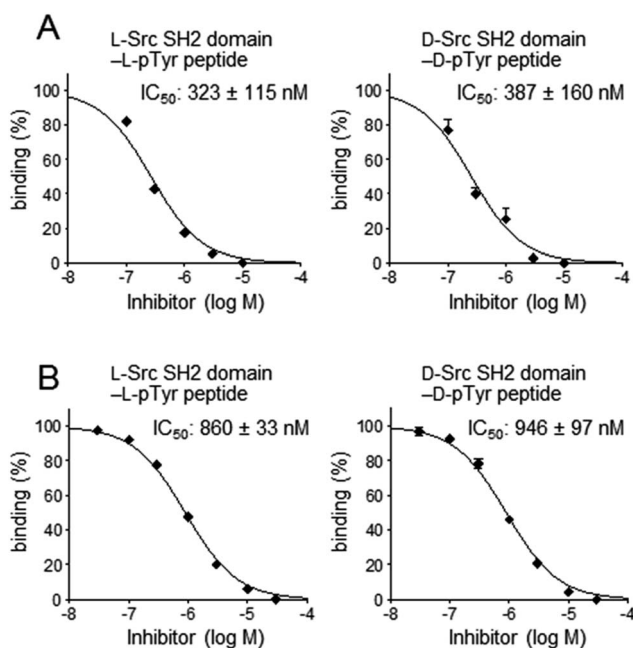 A
L-Src SH2 domain
–L-pTyr peptide
IC50: 323 ± 115 nM
binding (%)
100
80
60
40
20
0
-8 -7 -6 -5 -4
Inhibitor (log M)
D-Src SH2 domain
–D-pTyr peptide
IC50: 387 ± 160 nM
binding (%)
100
80
60
40
20
0
-8 -7 -6 -5 -4
Inhibitor (log M)
B
L-Src SH2 domain
–L-pTyr peptide
IC50: 860 ± 33 nM
binding (%)
100
80
60
40
20
0
-8 -7 -6 -5 -4
Inhibitor (log M)
D-Src SH2 domain
–D-pTyr peptide
IC50: 946 ± 97 nM
binding (%)
100
80
60
40
20
0
-8 -7 -6 -5 -4
Inhibitor (log M)